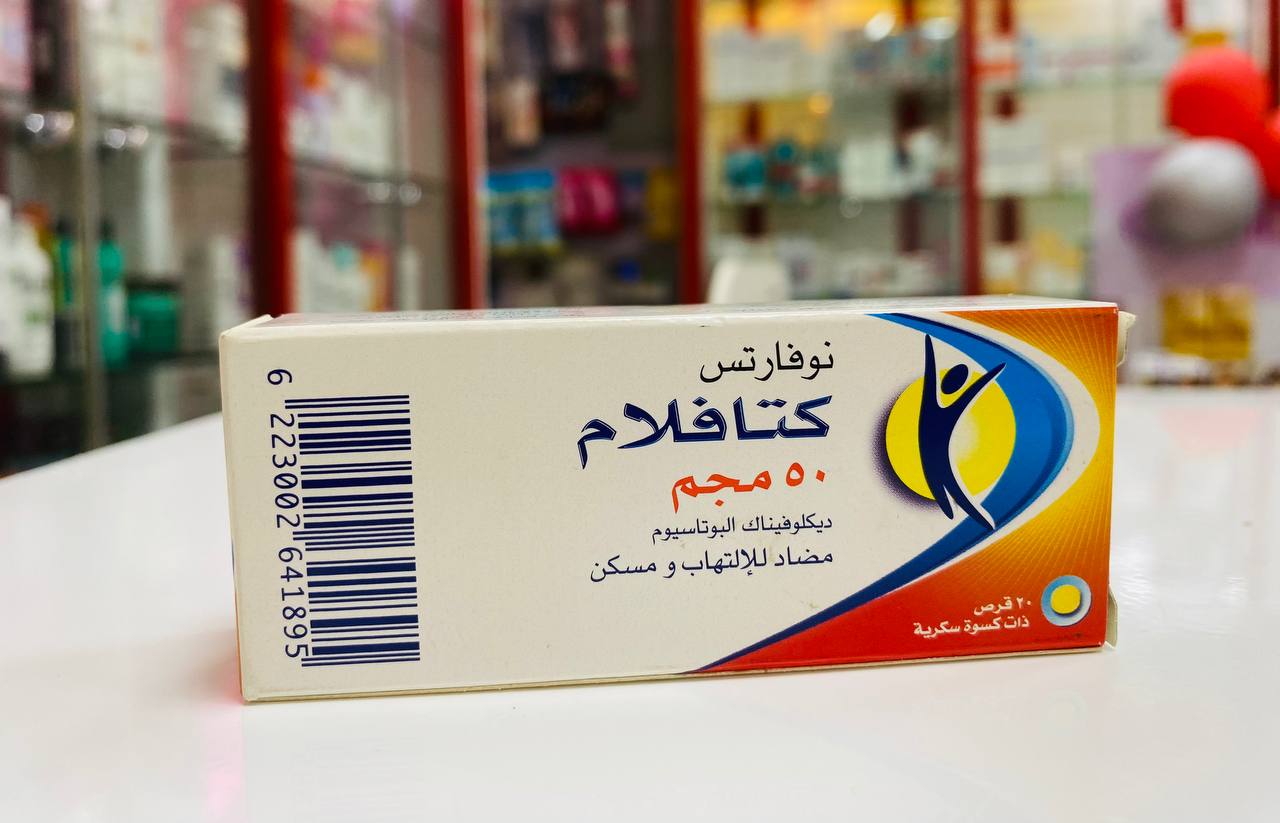 نوفارتس
كتافلام
٥٠ مجم
ديكلوفيناك البوتاسيوم
مضاد للإلتهاب و مسكن
٢٠ قرص
ذات كسوة سكرية
6 223002 641895